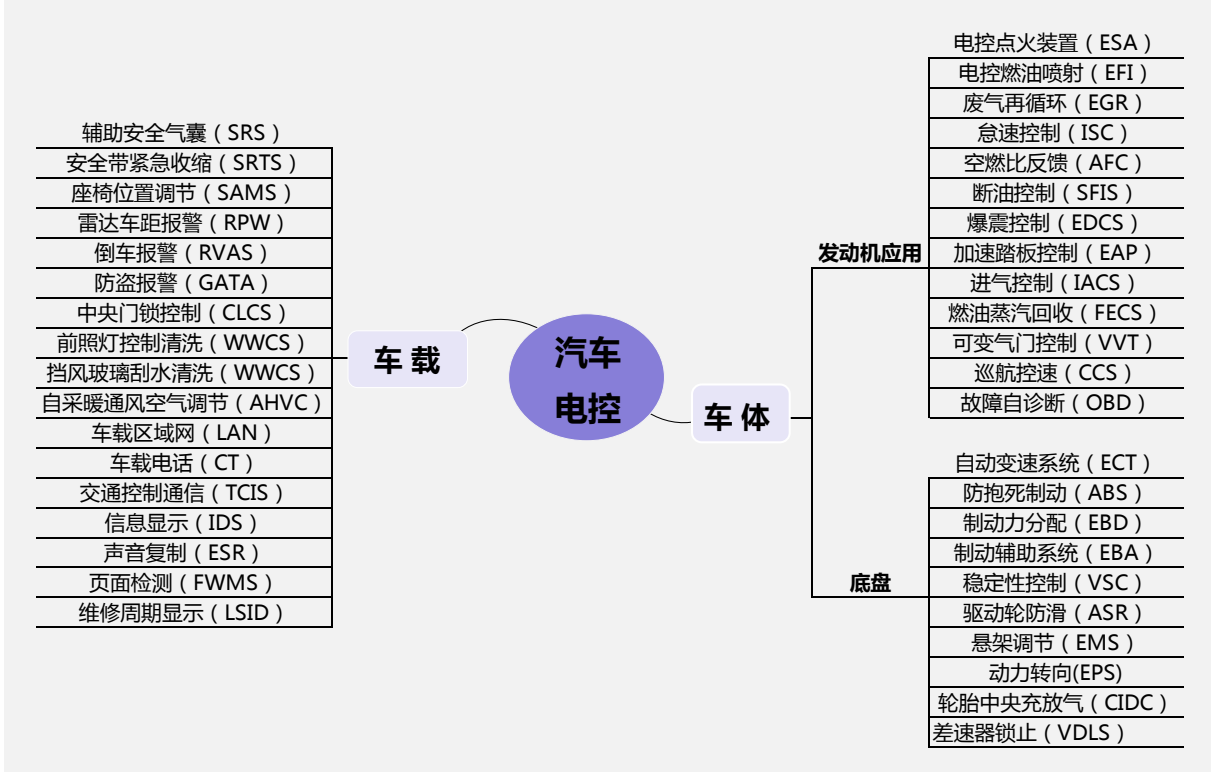 汽车
电控
车 载
辅助安全气囊（SRS）
安全带紧急收缩（SRTS）
座椅位置调节（SAMS）
雷达车距报警（RPW）
倒车报警（RVAS）
防盗报警（GATA）
中央门锁控制（CLCS）
前照灯控制清洗（WWCS）
挡风玻璃刮水清洗（WWCS）
自采暖通风空气调节（AHVC）
车载区域网（LAN）
车载电话（CT）
交通控制通信（TCIS）
信息显示（IDS）
声音复制（ESR）
页面检测（FWMS）
维修周期显示（LSID）
车 体
发动机应用
电控点火装置（ESA）
电控燃油喷射（EFI）
废气再循环（EGR）
怠速控制（ISC）
空燃比反馈（AFC）
断油控制（SFIS）
爆震控制（EDCS）
加速踏板控制（EAP）
进气控制（IACS）
燃油蒸汽回收（FECS）
可变气门控制（VVT）
巡航控速（CCS）
故障自诊断（OBD）
底盘
自动变速系统（ECT）
防抱死制动（ABS）
制动力分配（EBD）
制动辅助系统（EBA）
稳定性控制（VSC）
驱动轮防滑（ASR）
悬架调节（EMS）
动力转向(EPS)
轮胎中央充放气（CIDC）
差速器锁止（VDLS）